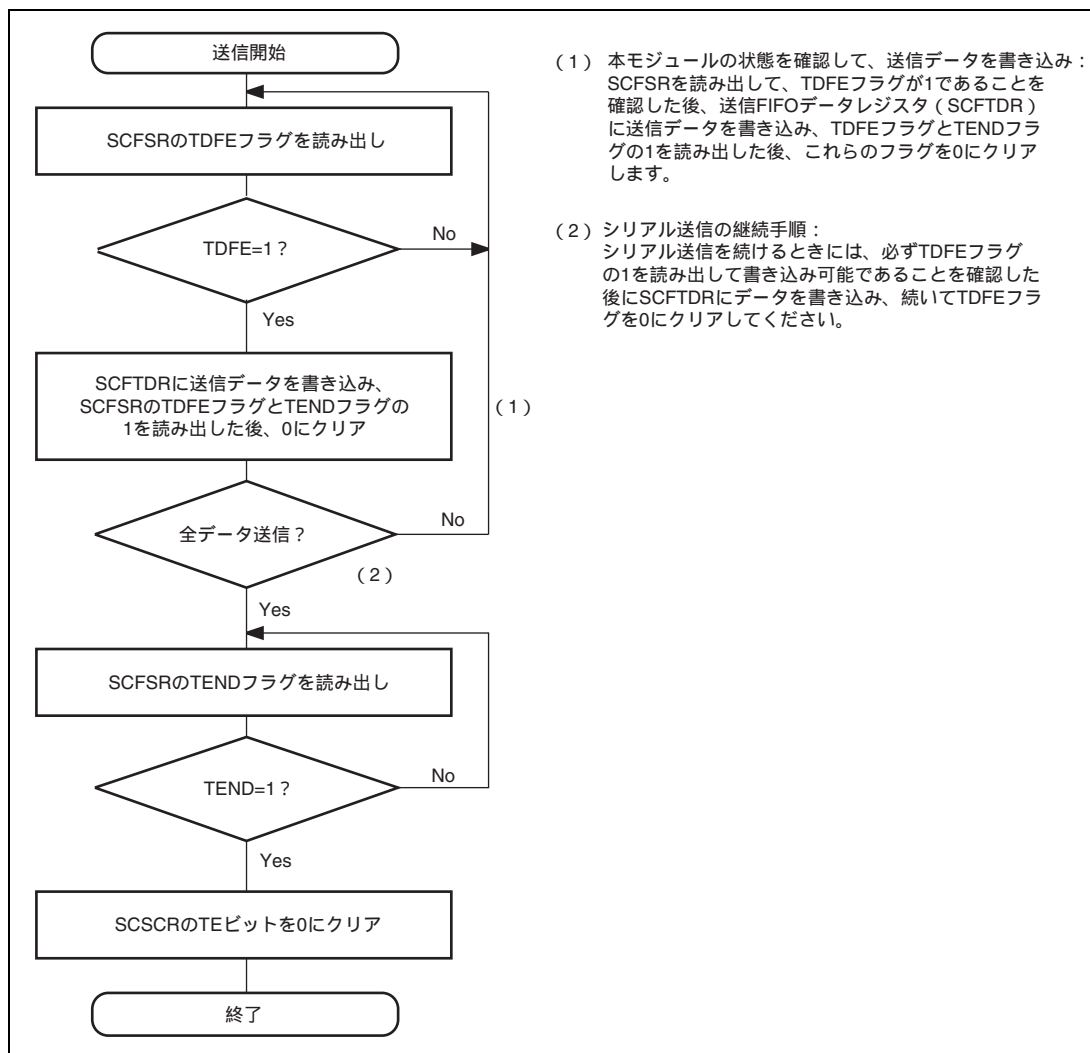 送信開始
SCFSRのTDFEフラグを読み出し
TDFE=1？
No
Yes
SCFTDRに送信データを書き込み、
SCFSRのTDFEフラグとTENDフラグの
1を読み出した後、0にクリア
（1）
全データ送信？
No
（2）
Yes
SCFSRのTENDフラグを読み出し
TEND=1？
No
Yes
SCSCRのTEビットを0にクリア
終了
（1） 本モジュールの状態を確認して、送信データを書き込み：
SCFSRを読み出して、TDFEフラグが1であることを
確認した後、送信FIFOデータレジスタ（SCFTDR）
に送信データを書き込み、TDFEフラグとTENDフラ
グの1を読み出した後、これらのフラグを0にクリア
します。
（2）シリアル送信の継続手順：
シリアル送信を続けるときには、必ずTDFEフラグ
の1を読み出して書き込み可能であることを確認した
後にSCFTDRにデータを書き込み、続いてTDFEフラ
グを0にクリアしてください。